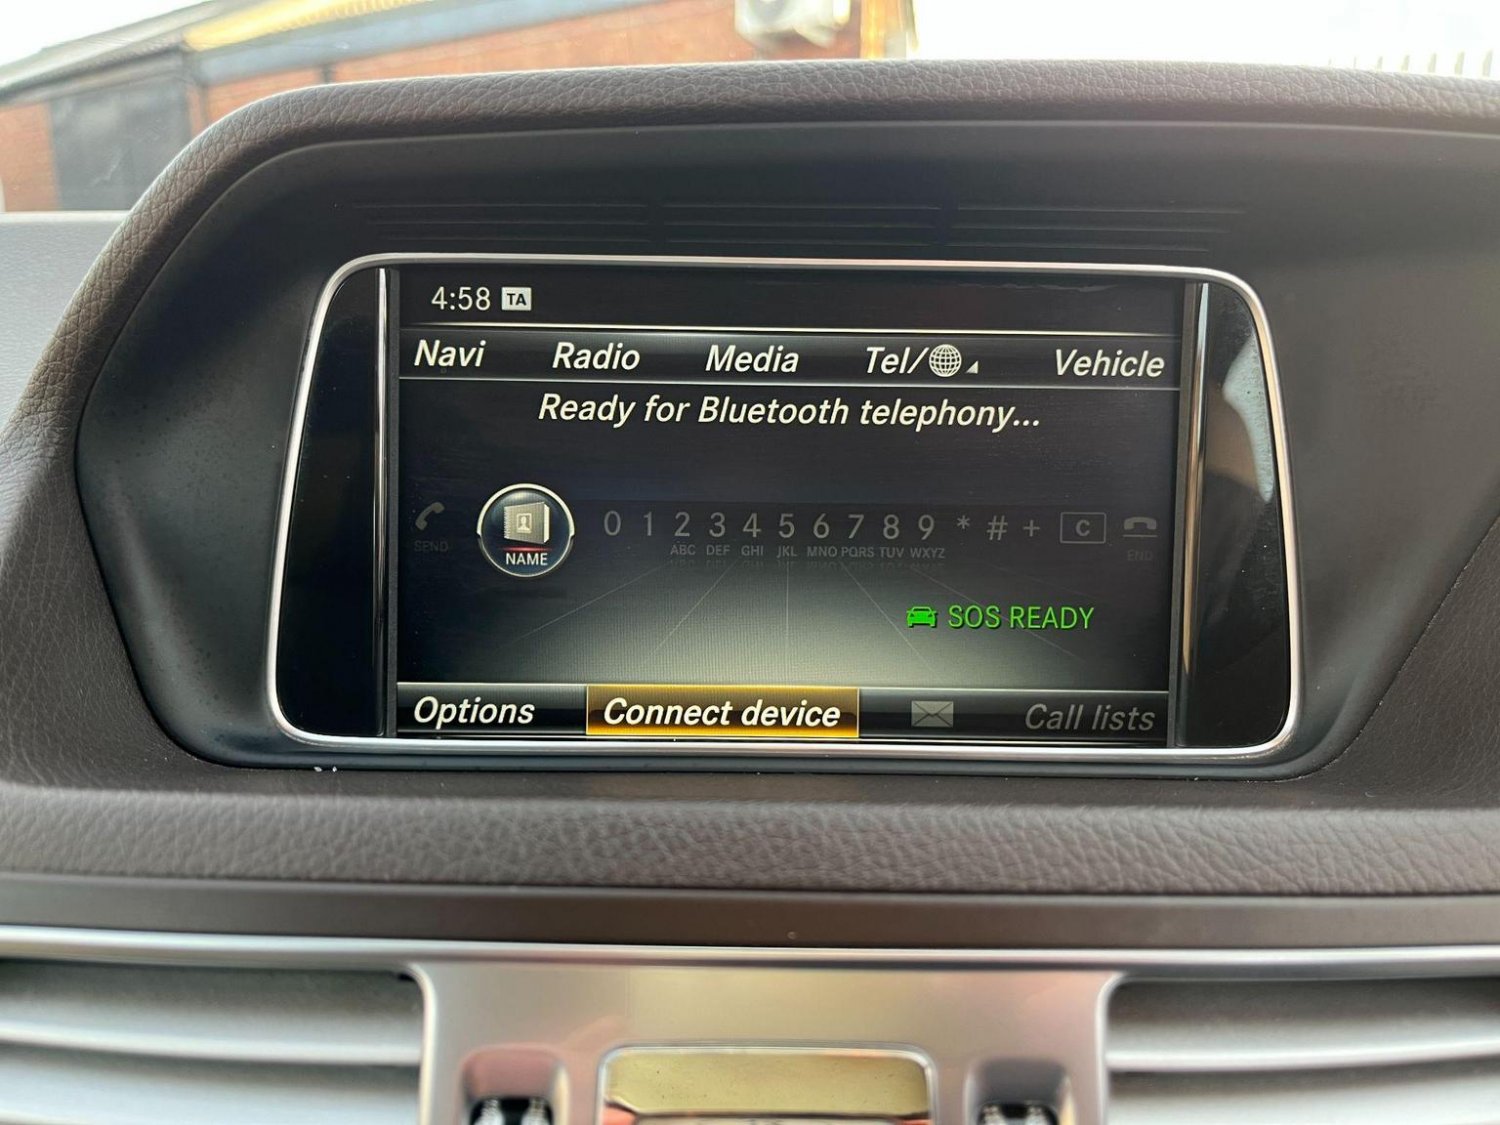 4:58 TA
Navi Radio Media Tel/ Vehicle
Ready for Bluetooth telephony...
0 1 2 3 4 5 6 7 8 9 * # + C
SEND NAME ABC DEF GHI JKL MNO PQRS TUV WXYZ END
SOS READY
Options Connect device Call lists